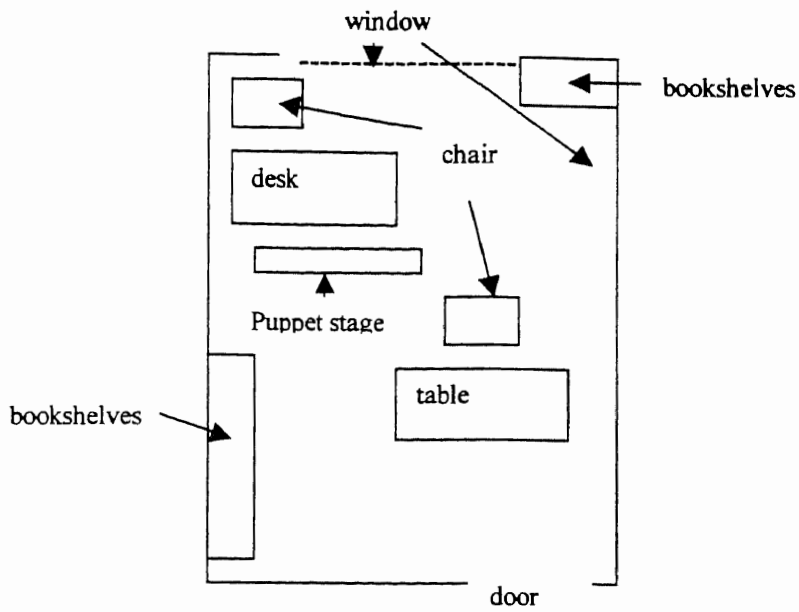 window
bookshelves
chair
desk
Puppet stage
table
bookshelves
door